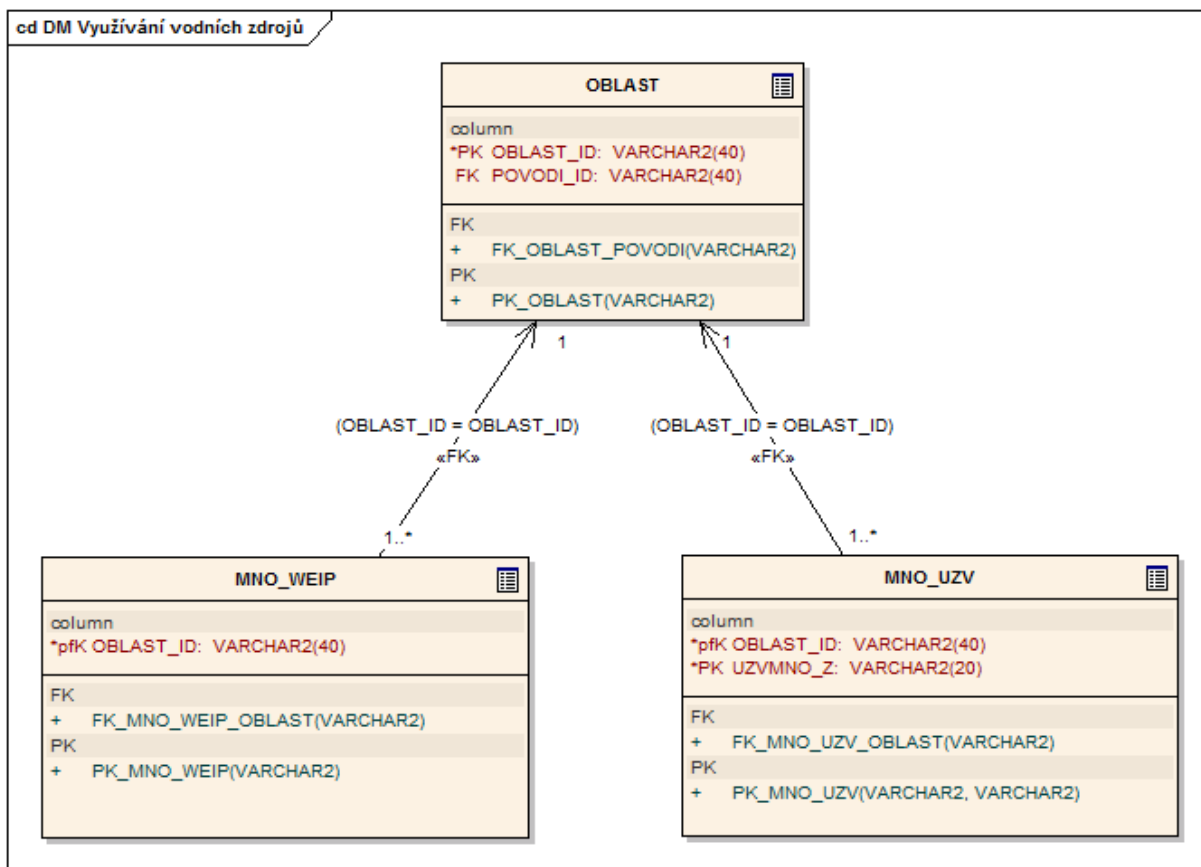 cd DM Využívání vodních zdrojů
OBLAST
column
*PK OBLAST_ID: VARCHAR2(40)
FK POVODI_ID: VARCHAR2(40)
FK
+ FK_OBLAST_POVODI(VARCHAR2)
PK
+ PK_OBLAST(VARCHAR2)
1
1
(OBLAST_ID = OBLAST_ID)
(OBLAST_ID = OBLAST_ID)
«FK»
«FK»
1..*
1..*
MNO_WEIP
column
*pfK OBLAST_ID: VARCHAR2(40)
FK
+ FK_MNO_WEIP_OBLAST(VARCHAR2)
PK
+ PK_MNO_WEIP(VARCHAR2)
MNO_UZV
column
*pfK OBLAST_ID: VARCHAR2(40)
*PK UZVMNO_Z: VARCHAR2(20)
FK
+ FK_MNO_UZV_OBLAST(VARCHAR2)
PK
+ PK_MNO_UZV(VARCHAR2, VARCHAR2)